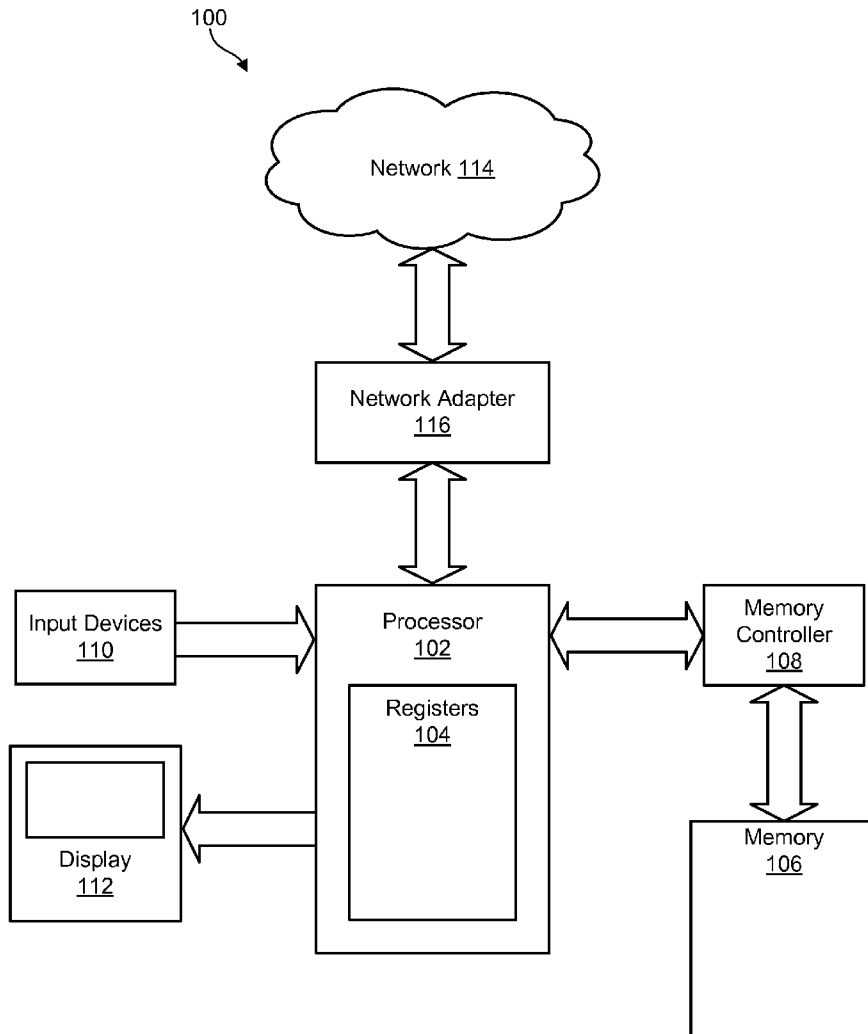 100
Network 114
Network Adapter
116
Input Devices
110
Processor
102
Memory
Controller
108
Registers
104
Display
112
Memory
106